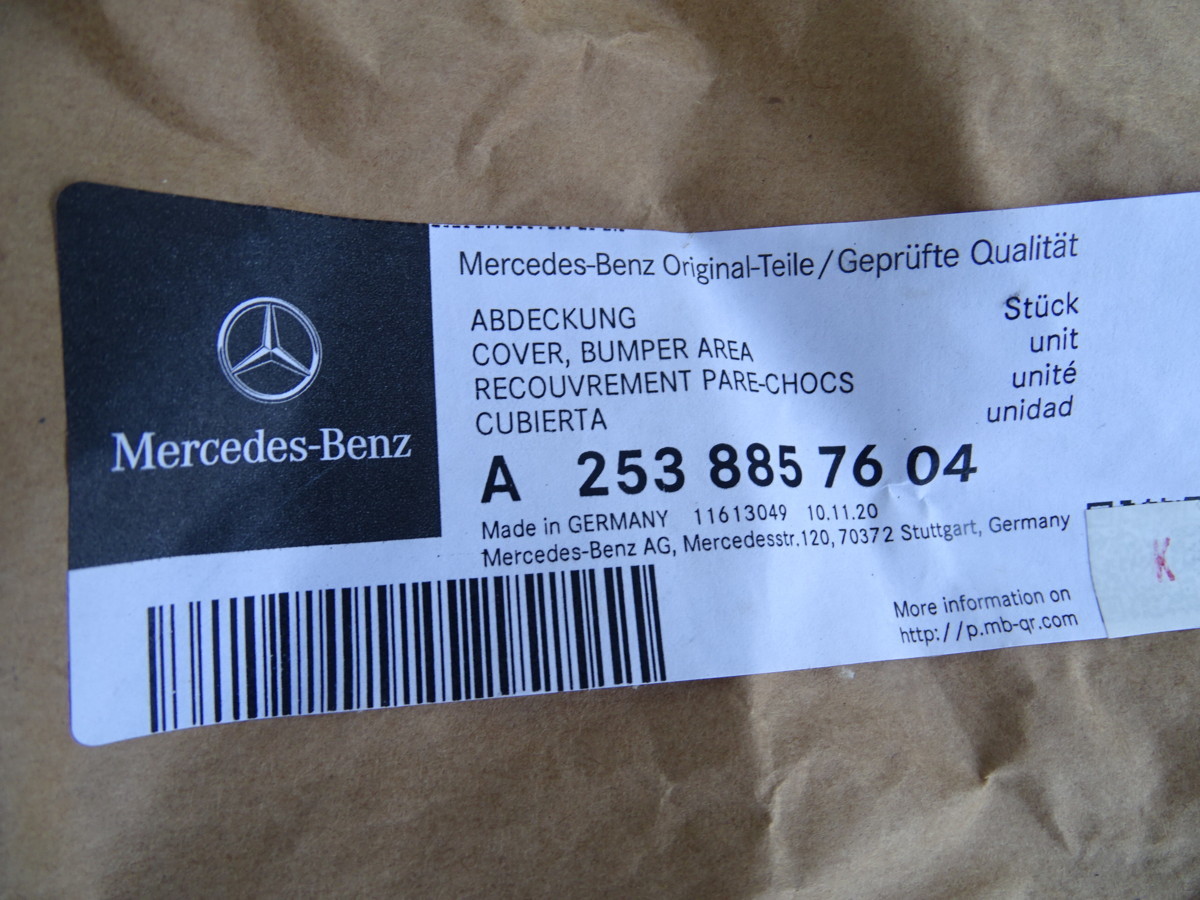 Mercedes-Benz
Mercedes-Benz Original-Teile/Geprüfte Qualität
ABDECKUNG Stück
COVER, BUMPER AREA unit
RECOUVREMENT PARE-CHOCS unité
CUBIERTA unidad
A 253 885 76 04
Made in GERMANY 11613049 10.11.20
Mercedes-Benz AG, Mercedesstr.120,70372 Stuttgart, Germany
More information on
http://p.mb-qr.com
K